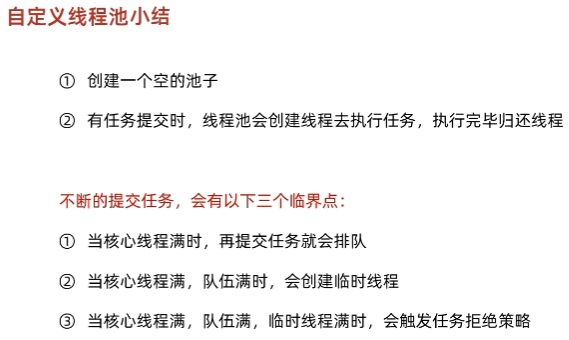 自定义线程池小结
① 创建一个空的池子
② 有任务提交时，线程池会创建线程去执行任务，执行完毕归还线程
不断的提交任务，会有以下三个临界点：
① 当核心线程满时，再提交任务就会排队
② 当核心线程满，队伍满时，会创建临时线程
③ 当核心线程满，队伍满，临时线程满时，会触发任务拒绝策略